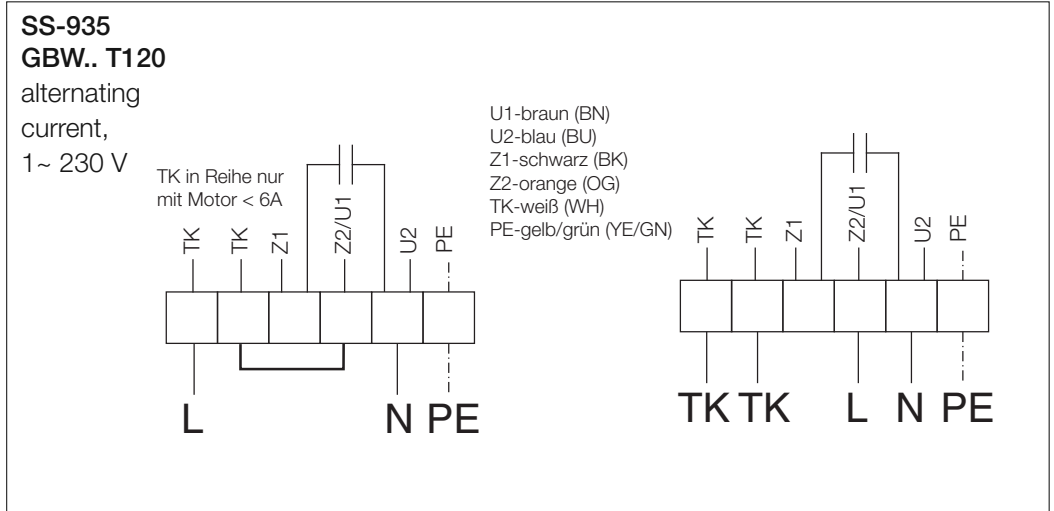 SS-935
GBW.. T120
alternating
current,
1~ 230 V
TK in Reihe nur
mit Motor < 6A
TK TK Z1 Z2/U1 U2 PE
L N PE
U1-braun (BN)
U2-blau (BU)
Z1-schwarz (BK)
Z2-orange (OG)
TK-weiß (WH)
PE-gelb/grün (YE/GN)
TK TK Z1 Z2/U1 U2 PE
TK TK L N PE